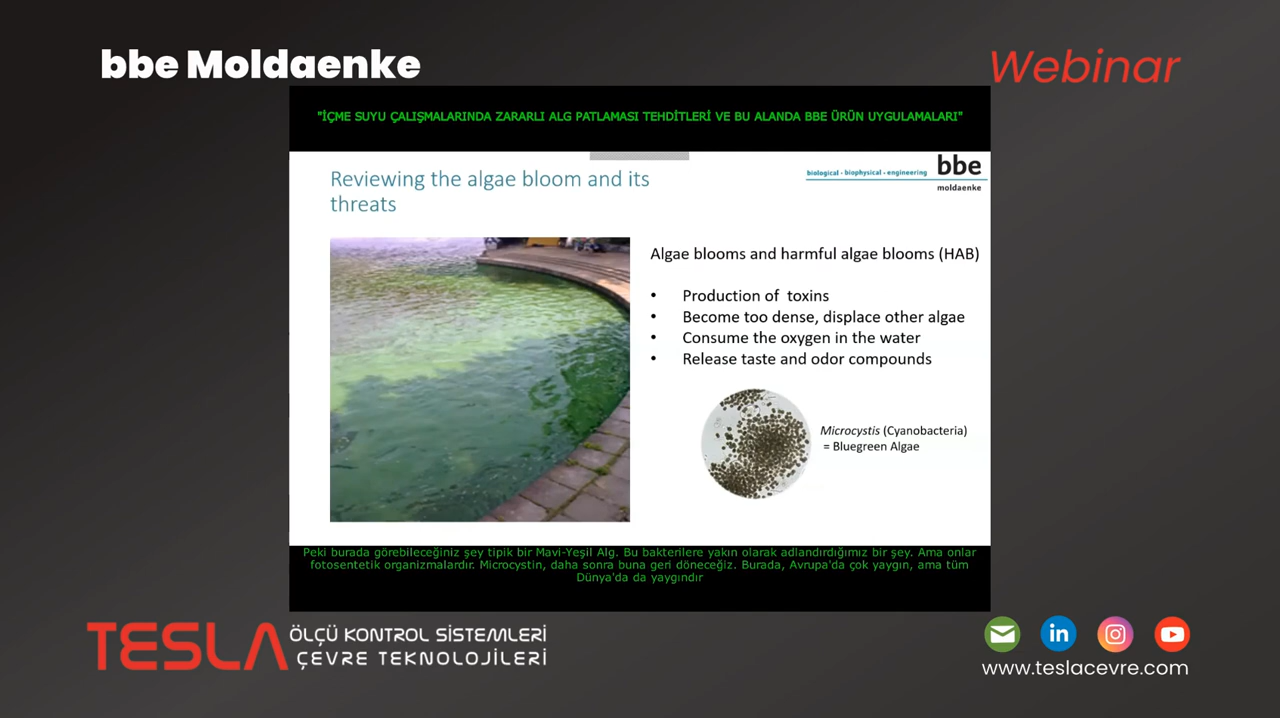 bbe Moldaenke
Webinar
"İÇME SUYU ÇALIŞMALARINDA ZARARLI ALG PATLAMASI TEHDİTLERİ VE BU ALANDA BBE ÜRÜN UYGULAMALARI"
Reviewing the algae bloom and its
threats
biological - biophysical - engineering
bbe
moldaenke
Algae blooms and harmful algae blooms (HAB)
• Production of toxins
• Become too dense, displace other algae
• Consume the oxygen in the water
• Release taste and odor compounds
Microcystis (Cyanobacteria)
= Bluegreen Algae
Peki burada görebileceğiniz şey tipik bir Mavi-Yeşil Alg. Bu bakterilere yakın olarak adlandırdığımız bir şey. Ama onlar
fotosentetik organizmalardır. Microcystin, daha sonra buna geri döneceğiz. Burada, Avrupa'da çok yaygın, ama tüm
Dünya'da da yaygındır
TESLA
ÖLÇÜ KONTROL SİSTEMLERİ
ÇEVRE TEKNOLOJİLERİ
in
www.teslacevre.com